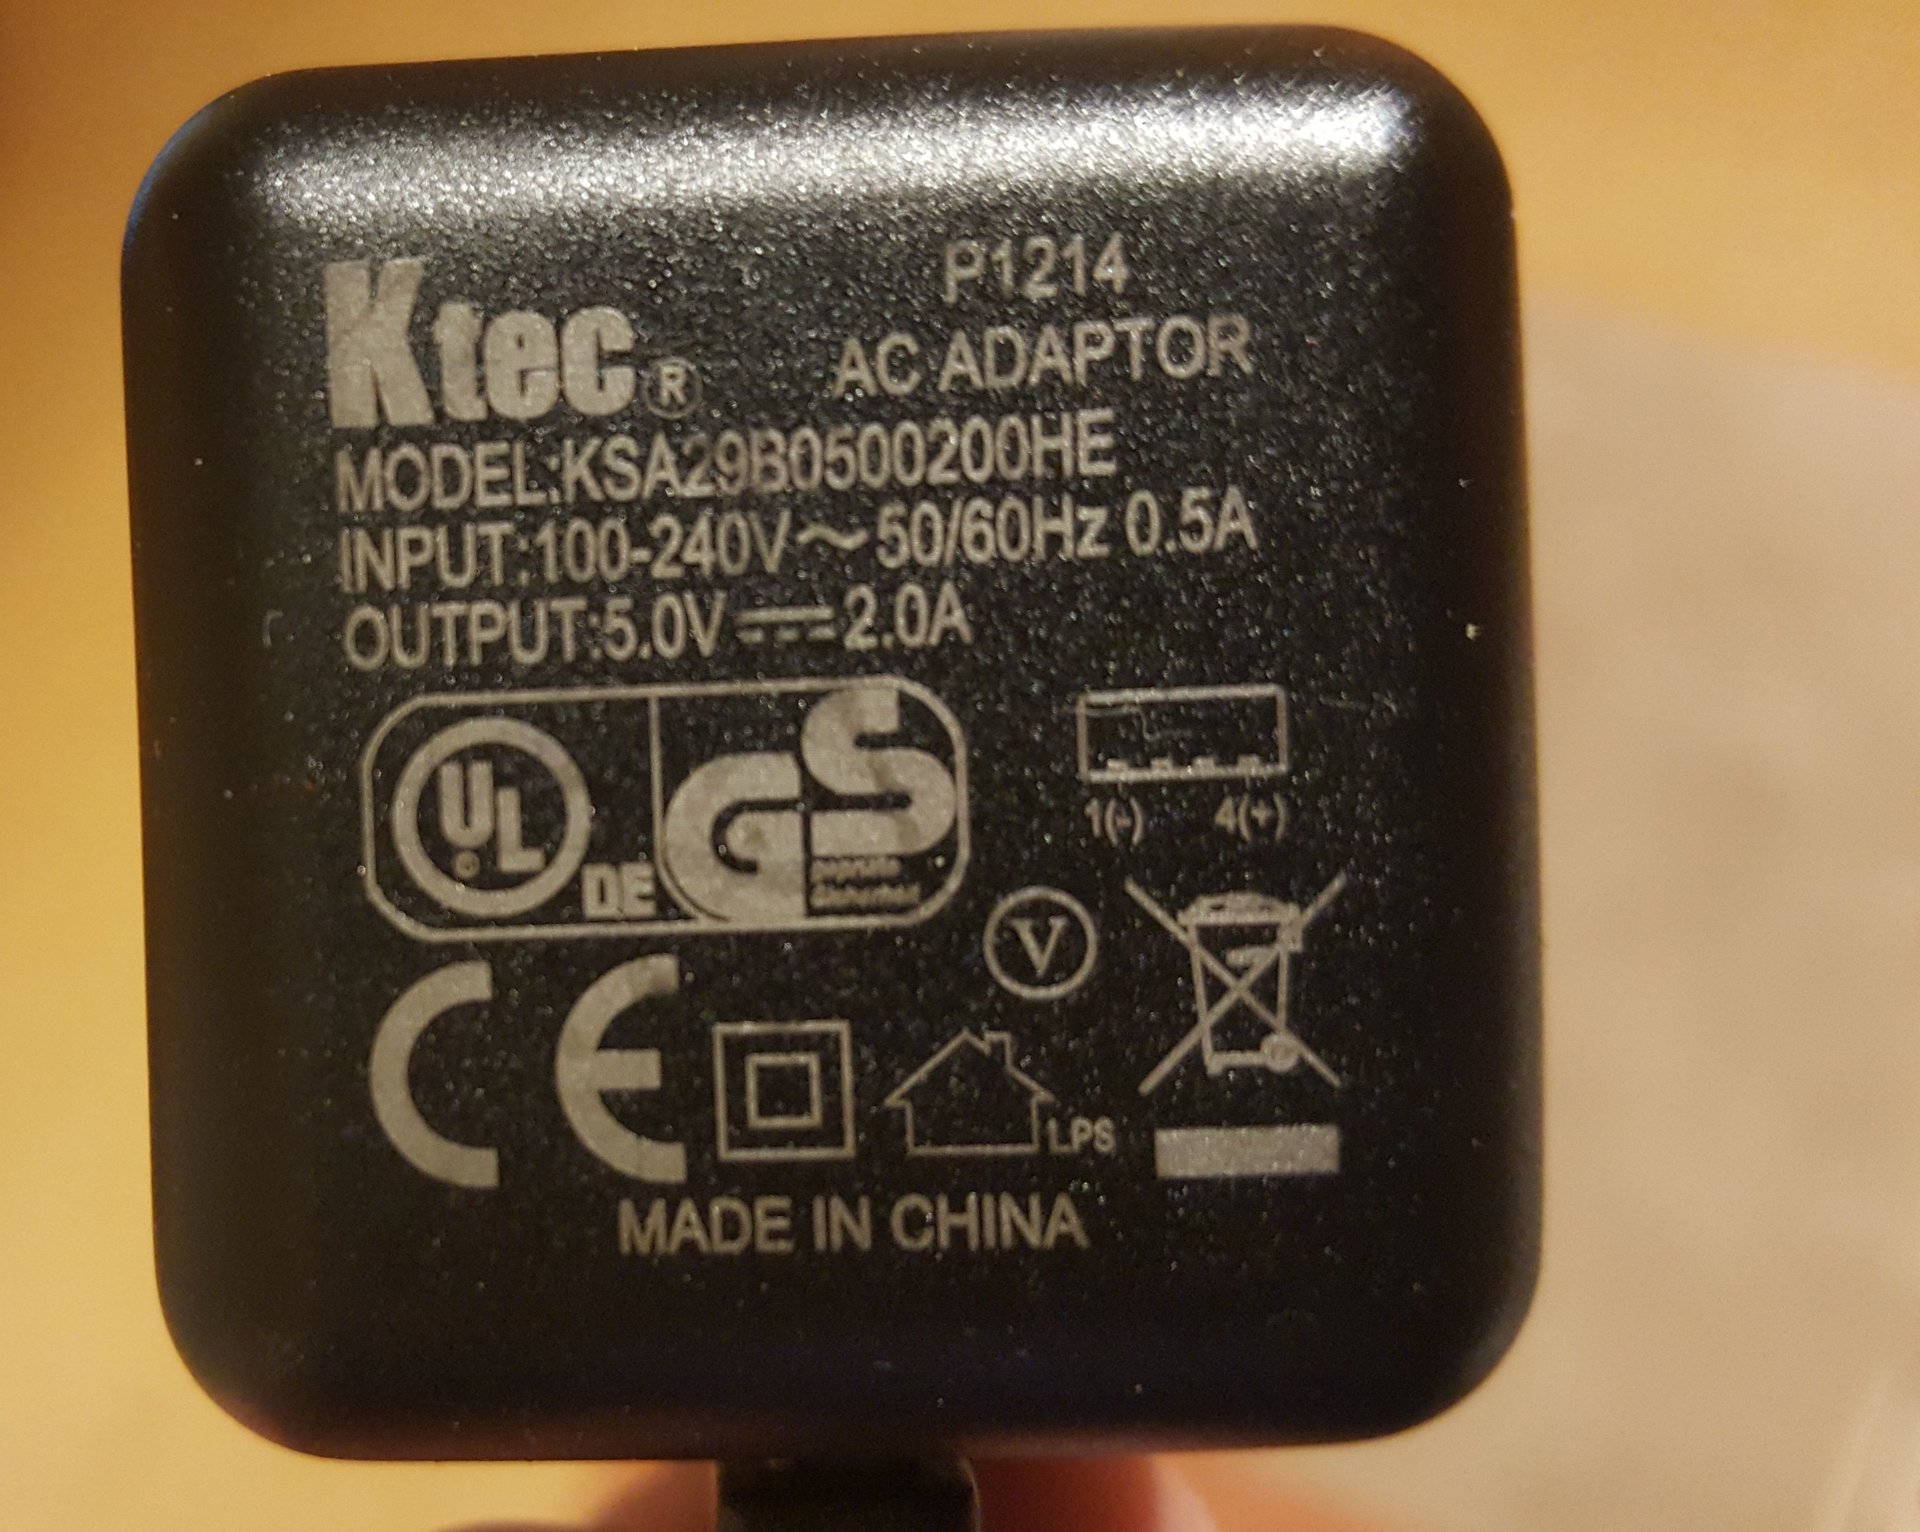 P1214
Ktec® AC ADAPTOR
MODEL:KSA29B0500200HE
INPUT:100-240V～50/60Hz 0.5A
OUTPUT:5.0V⎓2.0A
UL DE GS
1(-) 4(+)
V
CE
LPS
MADE IN CHINA